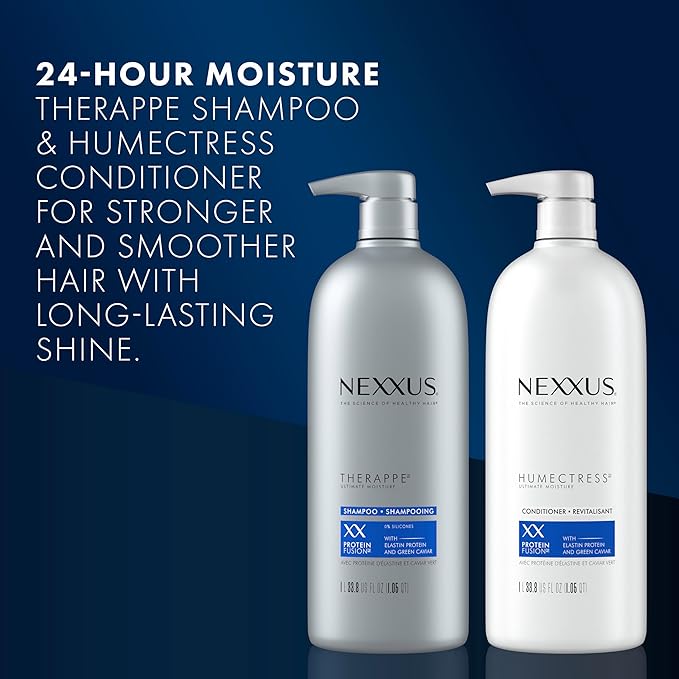 24-HOUR MOISTURE
THERAPPE SHAMPOO
& HUMECTRESS
CONDITIONER
FOR STRONGER
AND SMOOTHER
HAIR WITH
LONG-LASTING
SHINE.
NEXXUS
THE SCIENCE OF HEALTHY HAIR
THERAPPE
ULTIMATE MOISTURE
SHAMPOO • SHAMPOOING
0% SILICONES
XX
PROTEIN
FUSION
WITH
ELASTIN PROTEIN
AND GREEN CAVIAR
AVEC PROTÉINE D'ÉLASTINE ET CAVIAR VERT
1 L 33.8 US FL OZ (1.05 QT)
NEXXUS
THE SCIENCE OF HEALTHY HAIR
HUMECTRESS
ULTIMATE MOISTURE
CONDITIONER • REVITALISANT
XX
PROTEIN
FUSION
WITH
ELASTIN PROTEIN
AND GREEN CAVIAR
AVEC PROTÉINE D'ÉLASTINE ET CAVIAR VERT
1 L 33.8 US FL OZ (1.05 QT)